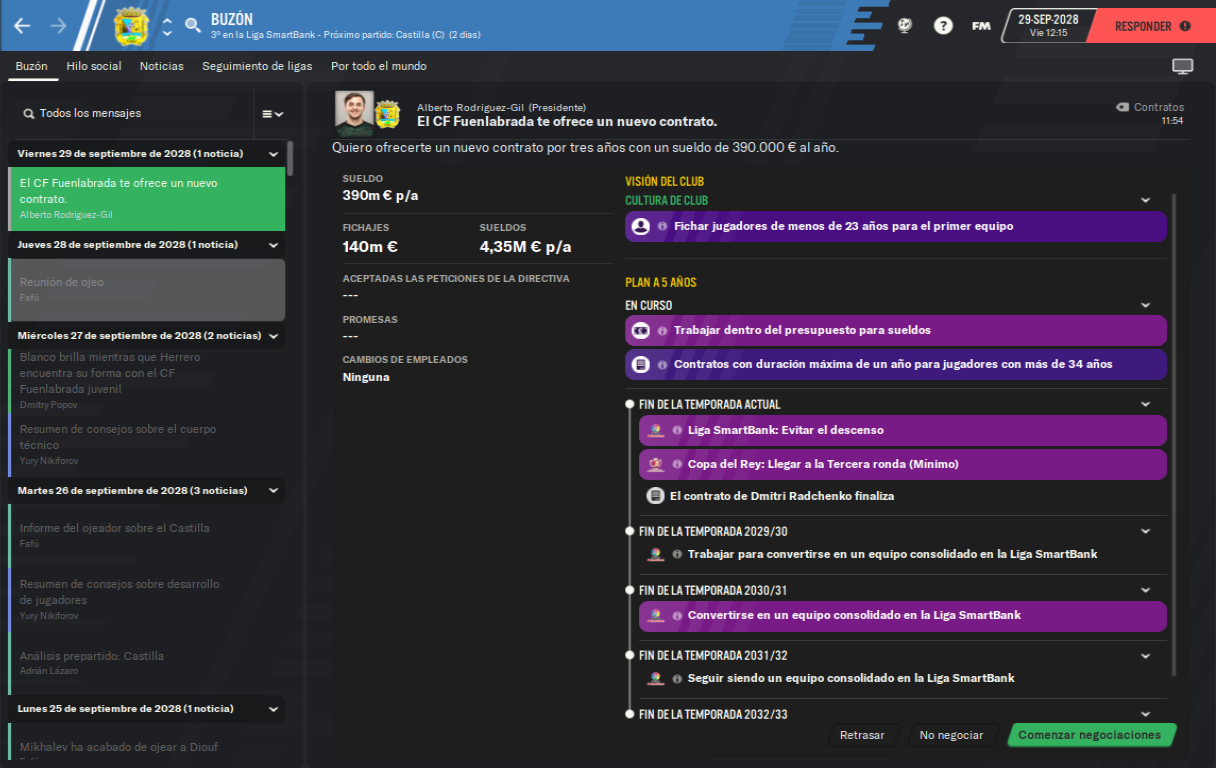 BUZÓN
3º en la Liga SmartBank - Próximo partido: Castilla (C) (2 días)
FM
29-SEP-2028
Vie 12:15
RESPONDER
Buzón
Hilo social
Noticias
Seguimiento de ligas
Por todo el mundo
Todos los mensajes
Viernes 29 de septiembre de 2028 (1 noticia)
El CF Fuenlabrada te ofrece un nuevo
contrato.
Alberto Rodríguez-Gil
Jueves 28 de septiembre de 2028 (1 noticia)
Reunión de ojeo
Fafú
Miércoles 27 de septiembre de 2028 (2 noticias)
Blanco brilla mientras que Herrero
encuentra su forma con el CF
Fuenlabrada juvenil
Dmitry Popov
Resumen de consejos sobre el cuerpo
técnico
Yury Nikiforov
Martes 26 de septiembre de 2028 (3 noticias)
Informe del ojeador sobre el Castilla
Fafú
Resumen de consejos sobre desarrollo
de jugadores
Yury Nikiforov
Análisis prepartido: Castilla
Adrián Lázaro
Lunes 25 de septiembre de 2028 (1 noticia)
Mikhalev ha acabado de ojear a Diouf
Alberto Rodríguez-Gil (Presidente)
El CF Fuenlabrada te ofrece un nuevo contrato.
Contratos
11:54
Quiero ofrecerte un nuevo contrato por tres años con un sueldo de 390.000 € al año.
SUELDO
390m € p/a
FICHAJES
140m €
SUELDOS
4,35M € p/a
ACEPTADAS LAS PETICIONES DE LA DIRECTIVA
---
PROMESAS
---
CAMBIOS DE EMPLEADOS
Ninguna
VISIÓN DEL CLUB
CULTURA DE CLUB
Fichar jugadores de menos de 23 años para el primer equipo
PLAN A 5 AÑOS
EN CURSO
Trabajar dentro del presupuesto para sueldos
Contratos con duración máxima de un año para jugadores con más de 34 años
FIN DE LA TEMPORADA ACTUAL
Liga SmartBank: Evitar el descenso
Copa del Rey: Llegar a la Tercera ronda (Mínimo)
El contrato de Dmitri Radchenko finaliza
FIN DE LA TEMPORADA 2029/30
Trabajar para convertirse en un equipo consolidado en la Liga SmartBank
FIN DE LA TEMPORADA 2030/31
Convertirse en un equipo consolidado en la Liga SmartBank
FIN DE LA TEMPORADA 2031/32
Seguir siendo un equipo consolidado en la Liga SmartBank
FIN DE LA TEMPORADA 2032/33
Retrasar
No negociar
Comenzar negociaciones